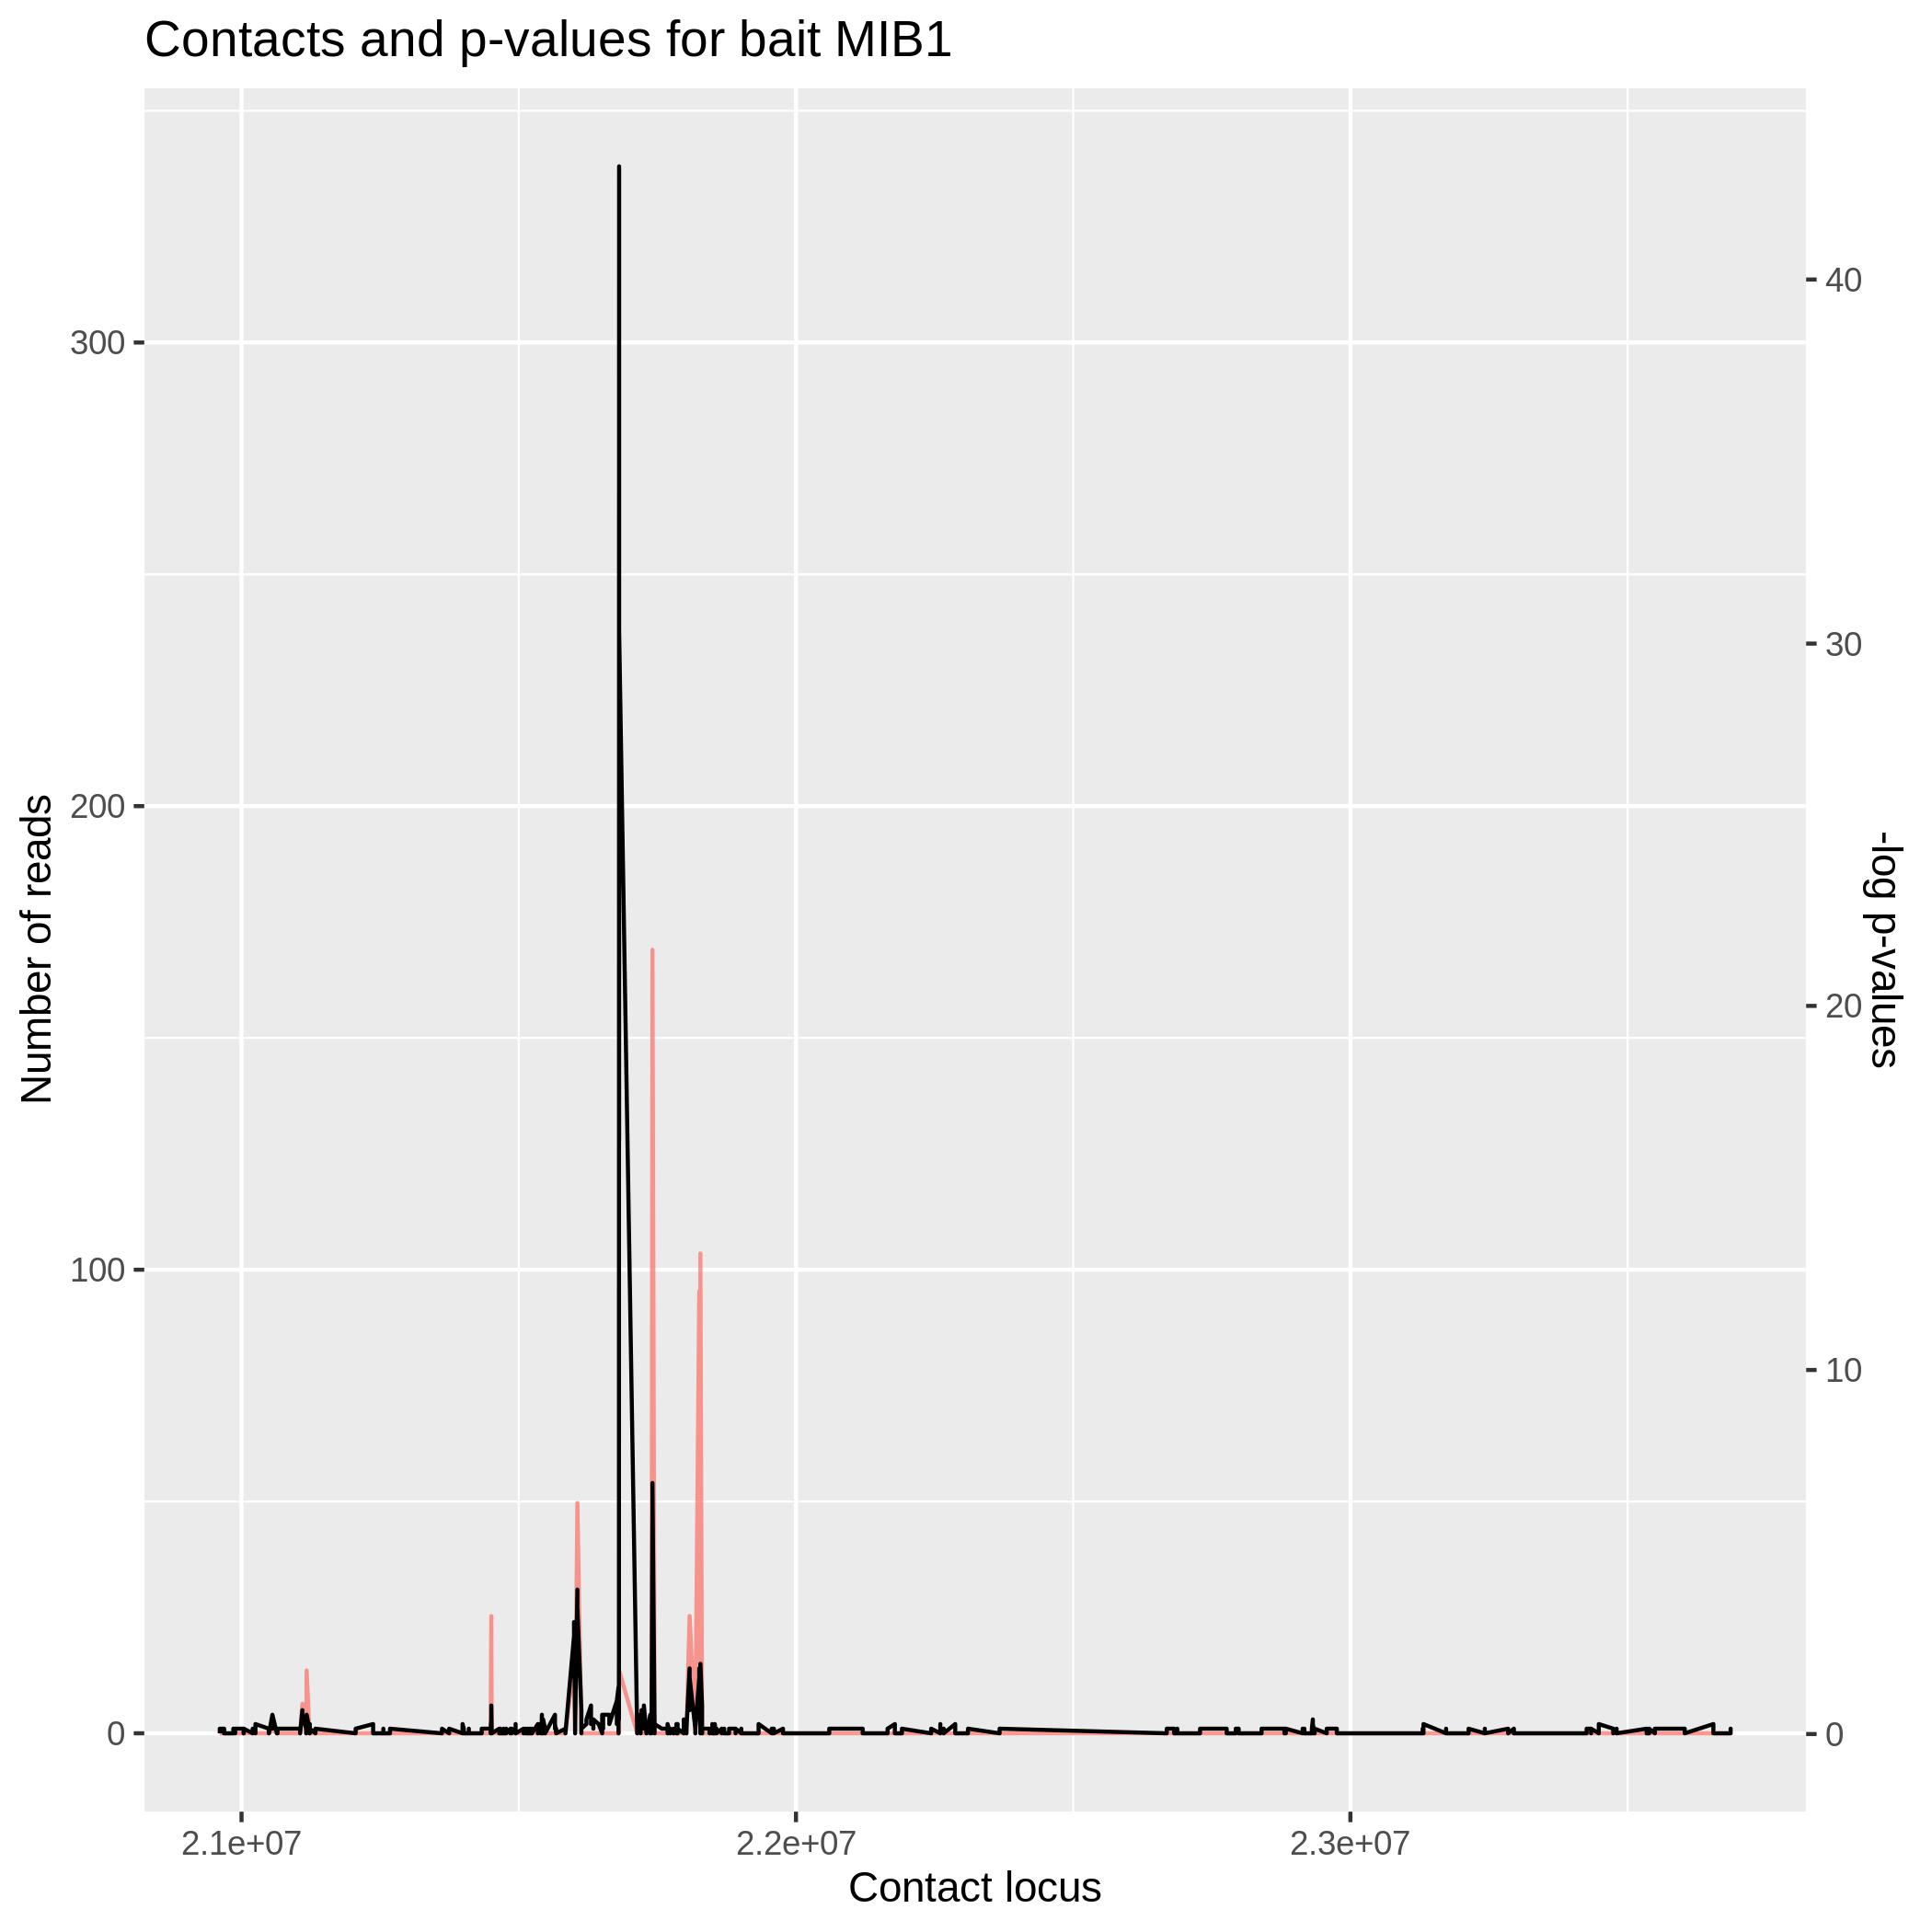 Contacts and p-values for bait MIB1
Number of reads
300
200
100
0
40
30
20
10
0
-log p-values
2.1e+07
2.2e+07
2.3e+07
Contact locus